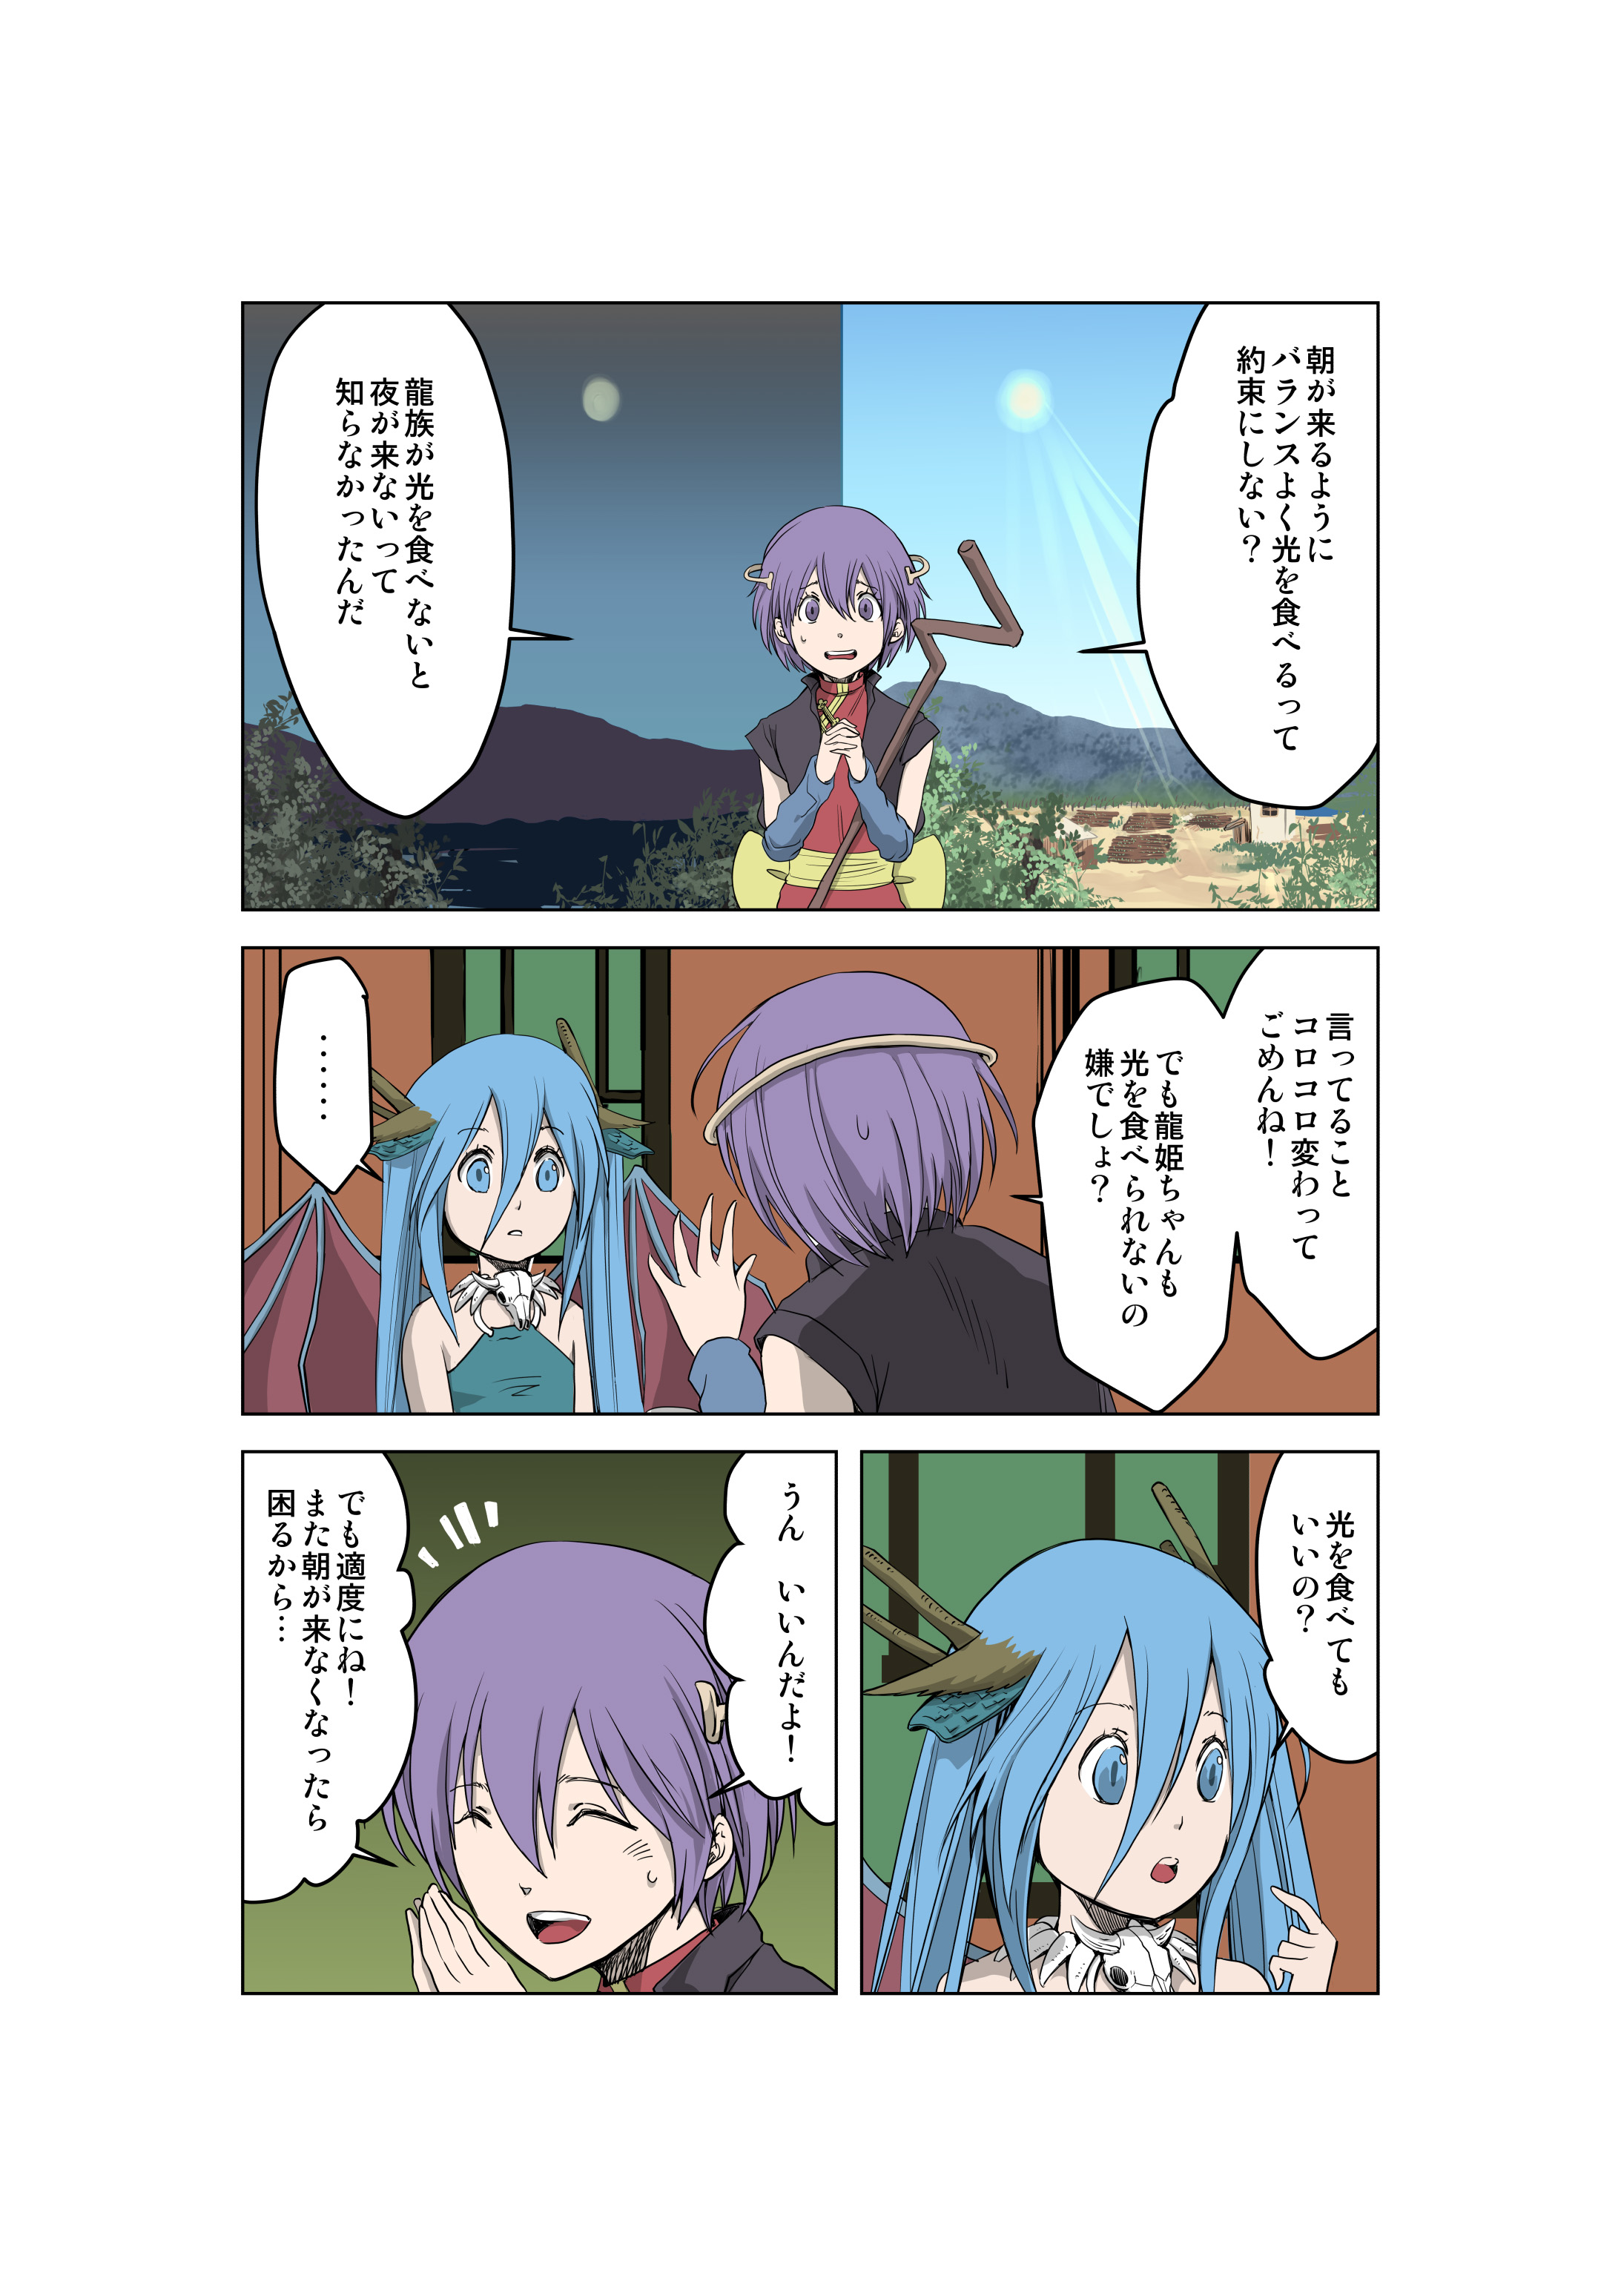 朝が来るように
バランスよく光を食べるって
約束にしない？
龍族が光を食べないと
夜が来ないって
知らなかったんだ
言ってること
コロコロ変わって
ごめんね！
でも龍姫ちゃんも
光を食べられないの
嫌でしょ？
……
光を食べても
いいの？
うん　いいんだよ！
でも適度にね！
また朝が来なくなったら
困るから…